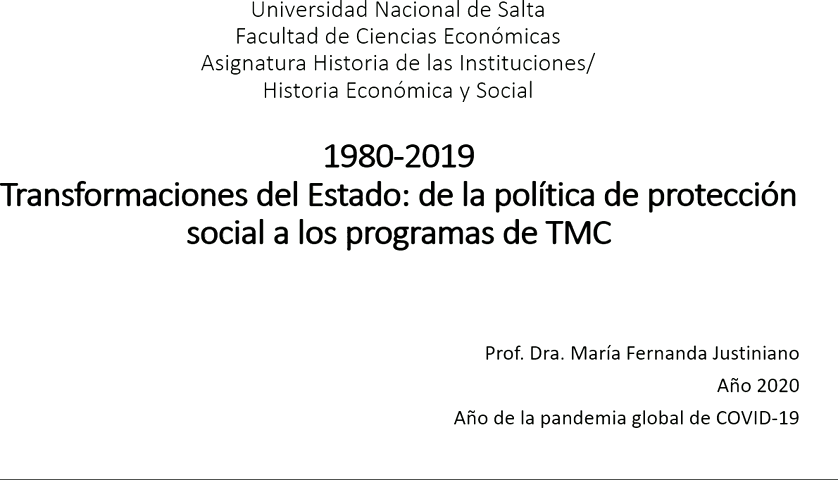 Universidad Nacional de Salta
Facultad de Ciencias Económicas
Asignatura Historia de las Instituciones/
Historia Económica y Social
1980-2019
Transformaciones del Estado: de la política de protección
social a los programas de TMC
Prof. Dra. María Fernanda Justiniano
Año 2020
Año de la pandemia global de COVID-19